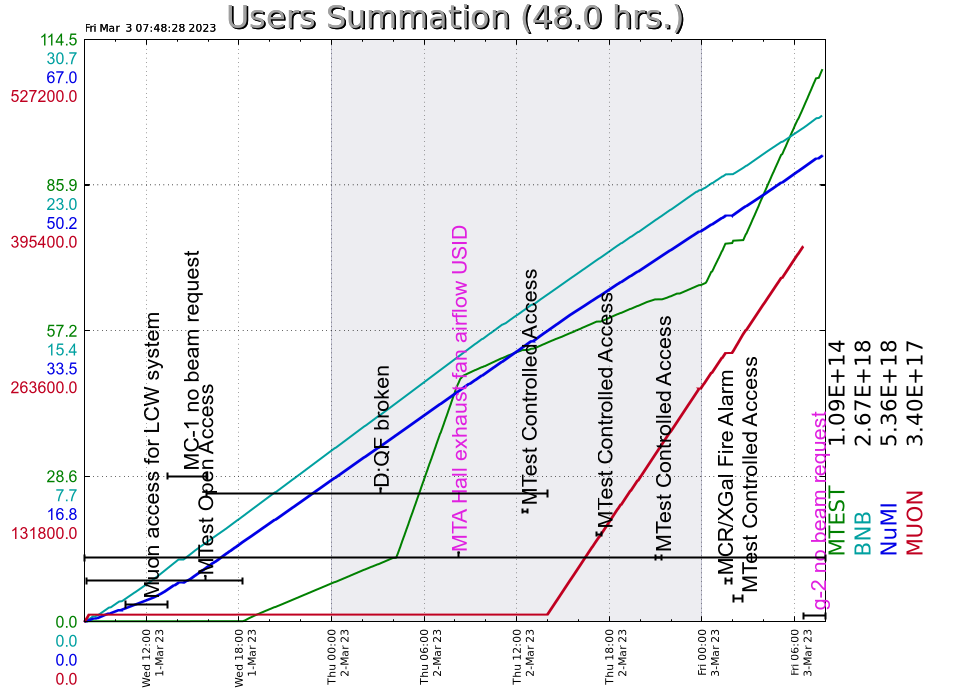 Users Summation (48.0 hrs.)
Fri Mar 3 07:48:28 2023
114.5
30.7
67.0
527200.0
85.9
23.0
50.2
395400.0
57.2
15.4
33.5
263600.0
28.6
7.7
16.8
131800.0
0.0
0.0
0.0
0.0
Muon access for LCW system
MC-1 no beam request
MTest Open Access
D:QF broken
MTA Hall exhaust fan airflow USID
MTest Controlled Access
MTest Controlled Access
MTest Controlled Access
MCR/XGal Fire Alarm
MTest Controlled Access
g-2 no beam request
MTEST 1.09E+14
BNB 2.67E+18
NuMI 5.36E+18
MUON 3.40E+17
Wed 12:00
1-Mar 23
Wed 18:00
1-Mar 23
Thu 00:00
2-Mar 23
Thu 06:00
2-Mar 23
Thu 12:00
2-Mar 23
Thu 18:00
2-Mar 23
Fri 00:00
3-Mar 23
Fri 06:00
3-Mar 23